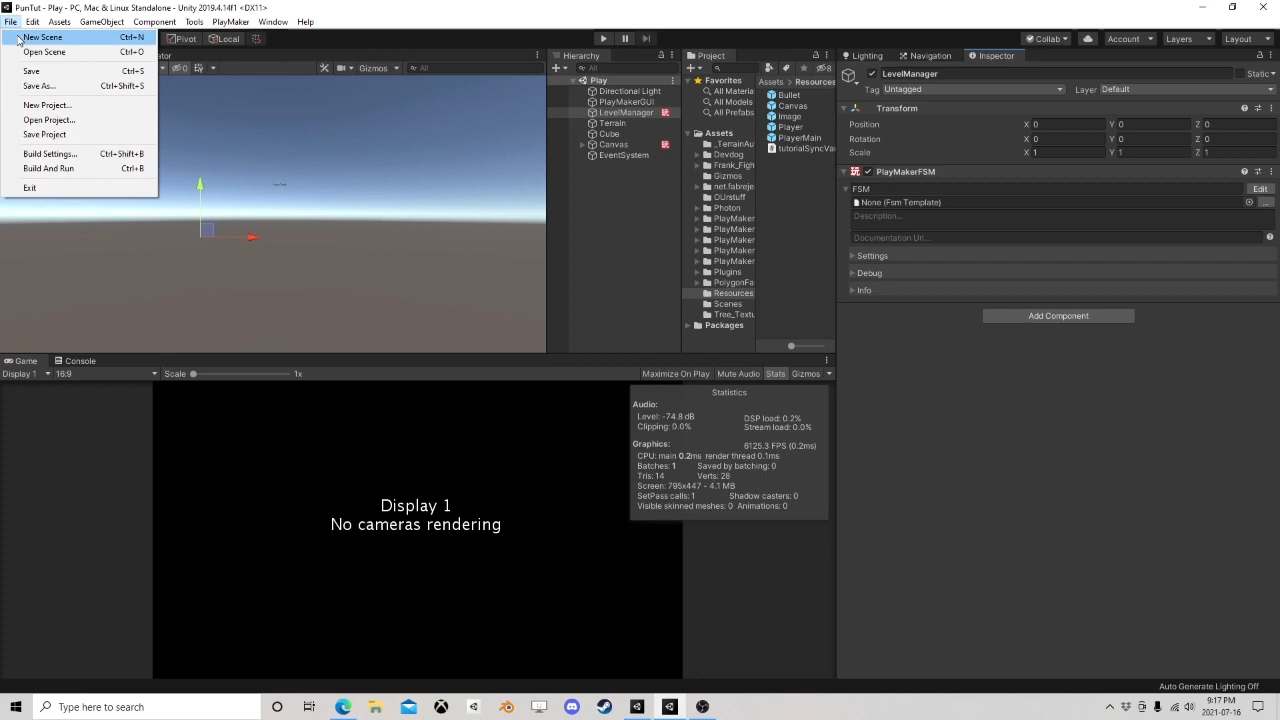 PunTut - Play - PC, Mac & Linux Standalone - Unity 2019.4.14f1 <DX11>
File Edit Assets GameObject Component Tools PlayMaker Window Help
Pivot Local Collab Account Layers Layout
New Scene Ctrl+N
Open Scene Ctrl+O
Save Ctrl+S
Save As... Ctrl+Shift+S
New Project...
Open Project...
Save Project
Build Settings... Ctrl+Shift+B
Build And Run Ctrl+B
Exit
0 Gizmos All
Hierarchy
Play
Directional Light
PlayMakerGUI
LevelManager
Terrain
Cube
Canvas
EventSystem
Project
8
Favorites
All Materia
All Models
All Prefabs
Assets
_TerrainAu
Devdog
Frank_Figh
Gizmos
net.fabreje
OUrstuff
Photon
PlayMaker
PlayMaker
PlayMaker
PlayMaker
PlayMaker
Plugins
PolygonFa
Resources
Scenes
Tree_Textu
Packages
Assets Resources
Bullet
Canvas
Image
Player
PlayerMain
tutorialSyncVar
Lighting Navigation Inspector
LevelManager Static
Tag Untagged Layer Default
Transform
Position X 0 Y 0 Z 0
Rotation X 0 Y 0 Z 0
Scale X 1 Y 1 Z 1
PlayMakerFSM
FSM Edit
None (Fsm Template) ...
Description...
Documentation Url...
Settings
Debug
Info
Add Component
Game Console
Display 1 16:9 Scale 1x Maximize On Play Mute Audio Stats Gizmos
Statistics
Audio:
Level: -74.8 dB DSP load: 0.2%
Clipping: 0.0% Stream load: 0.0%
Graphics: 6125.3 FPS (0.2ms)
CPU: main 0.2ms render thread 0.1ms
Batches: 1 Saved by batching: 0
Tris: 14 Verts: 28
Screen: 795x447 - 4.1 MB
SetPass calls: 1 Shadow casters: 0
Visible skinned meshes: 0 Animations: 0
Display 1
No cameras rendering
Auto Generate Lighting Off
Type here to search
9:17 PM
2021-07-16